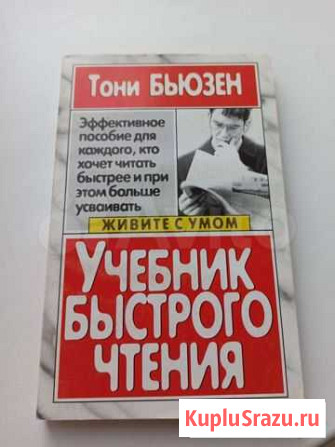 Тони БЬЮЗЕН
Эффективное
пособие для
каждого, кто
хочет читать
быстрее и при
этом больше
усваивать
ЖИВИТЕ С УМОМ
УЧЕБНИК
БЫСТРОГО
ЧТЕНИЯ
KupluSrazu.ru